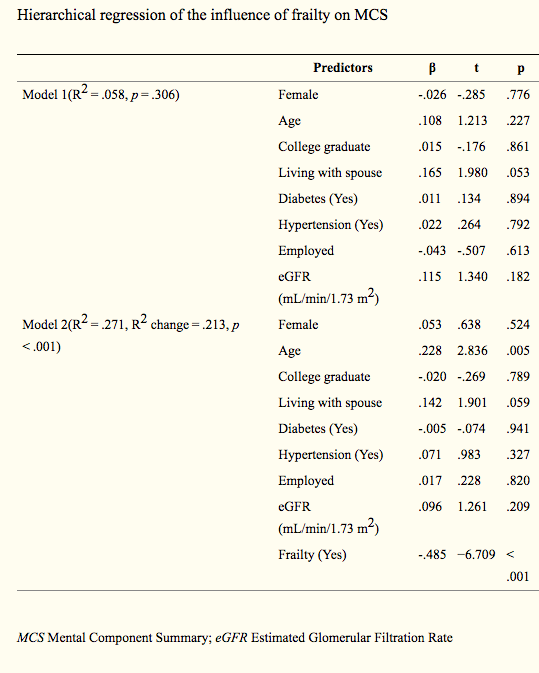 Hierarchical regression of the influence of frailty on MCS
Predictors β t p
Model 1(R2 = .058, p = .306) Female -.026 -.285 .776
Age .108 1.213 .227
College graduate .015 -.176 .861
Living with spouse .165 1.980 .053
Diabetes (Yes) .011 .134 .894
Hypertension (Yes) .022 .264 .792
Employed -.043 -.507 .613
eGFR .115 1.340 .182
(mL/min/1.73 m2)
Model 2(R2 = .271, R2 change = .213, p Female .053 .638 .524
< .001) Age .228 2.836 .005
College graduate -.020 -.269 .789
Living with spouse .142 1.901 .059
Diabetes (Yes) -.005 -.074 .941
Hypertension (Yes) .071 .983 .327
Employed .017 .228 .820
eGFR .096 1.261 .209
(mL/min/1.73 m2)
Frailty (Yes) -.485 −6.709 <
.001
MCS Mental Component Summary; eGFR Estimated Glomerular Filtration Rate